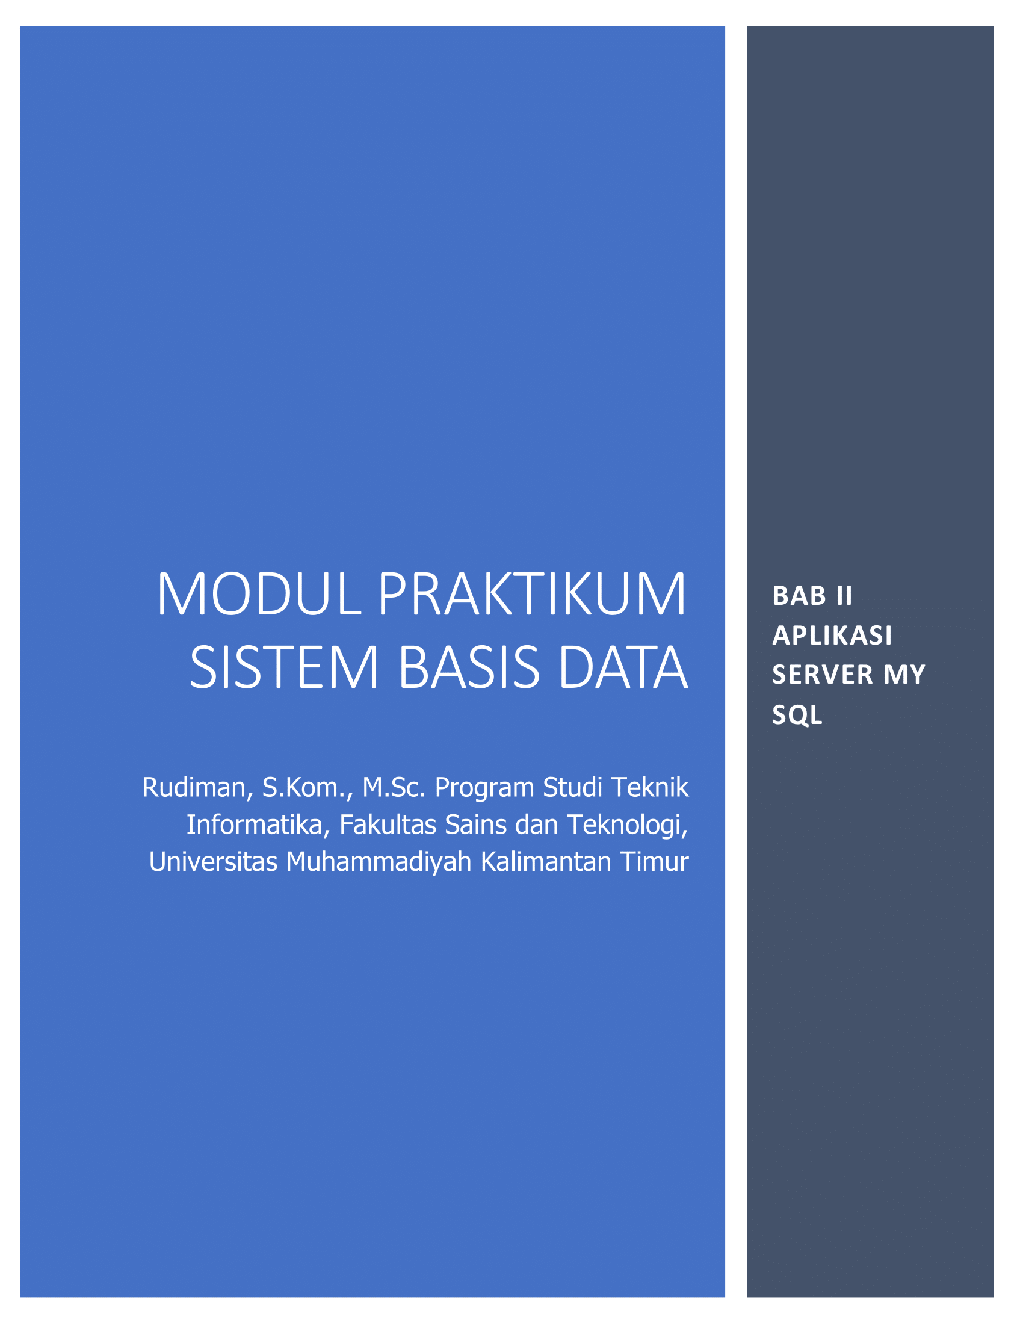 MODUL PRAKTIKUM
SISTEM BASIS DATA
Rudiman, S.Kom., M.Sc. Program Studi Teknik
Informatika, Fakultas Sains dan Teknologi,
Universitas Muhammadiyah Kalimantan Timur
BAB II
APLIKASI
SERVER MY
SQL